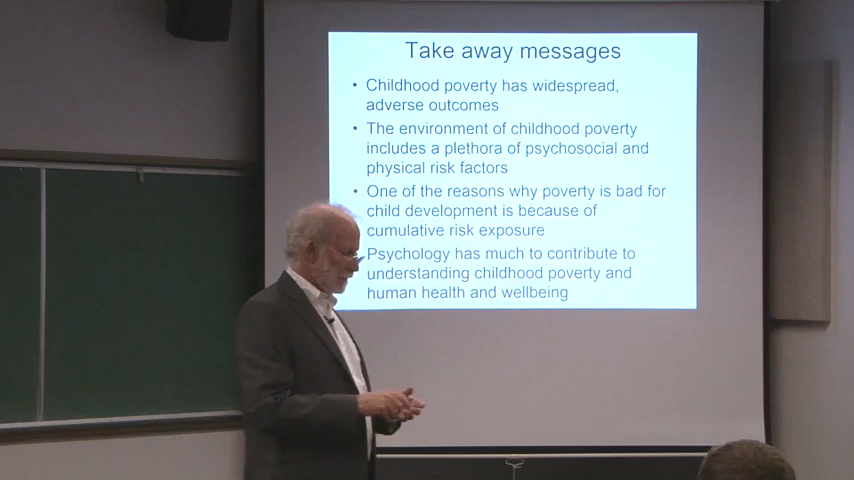 Take away messages
• Childhood poverty has widespread,
adverse outcomes
• The environment of childhood poverty
includes a plethora of psychosocial and
physical risk factors
• One of the reasons why poverty is bad for
child development is because of
cumulative risk exposure
Psychology has much to contribute to
understanding childhood poverty and
human health and wellbeing